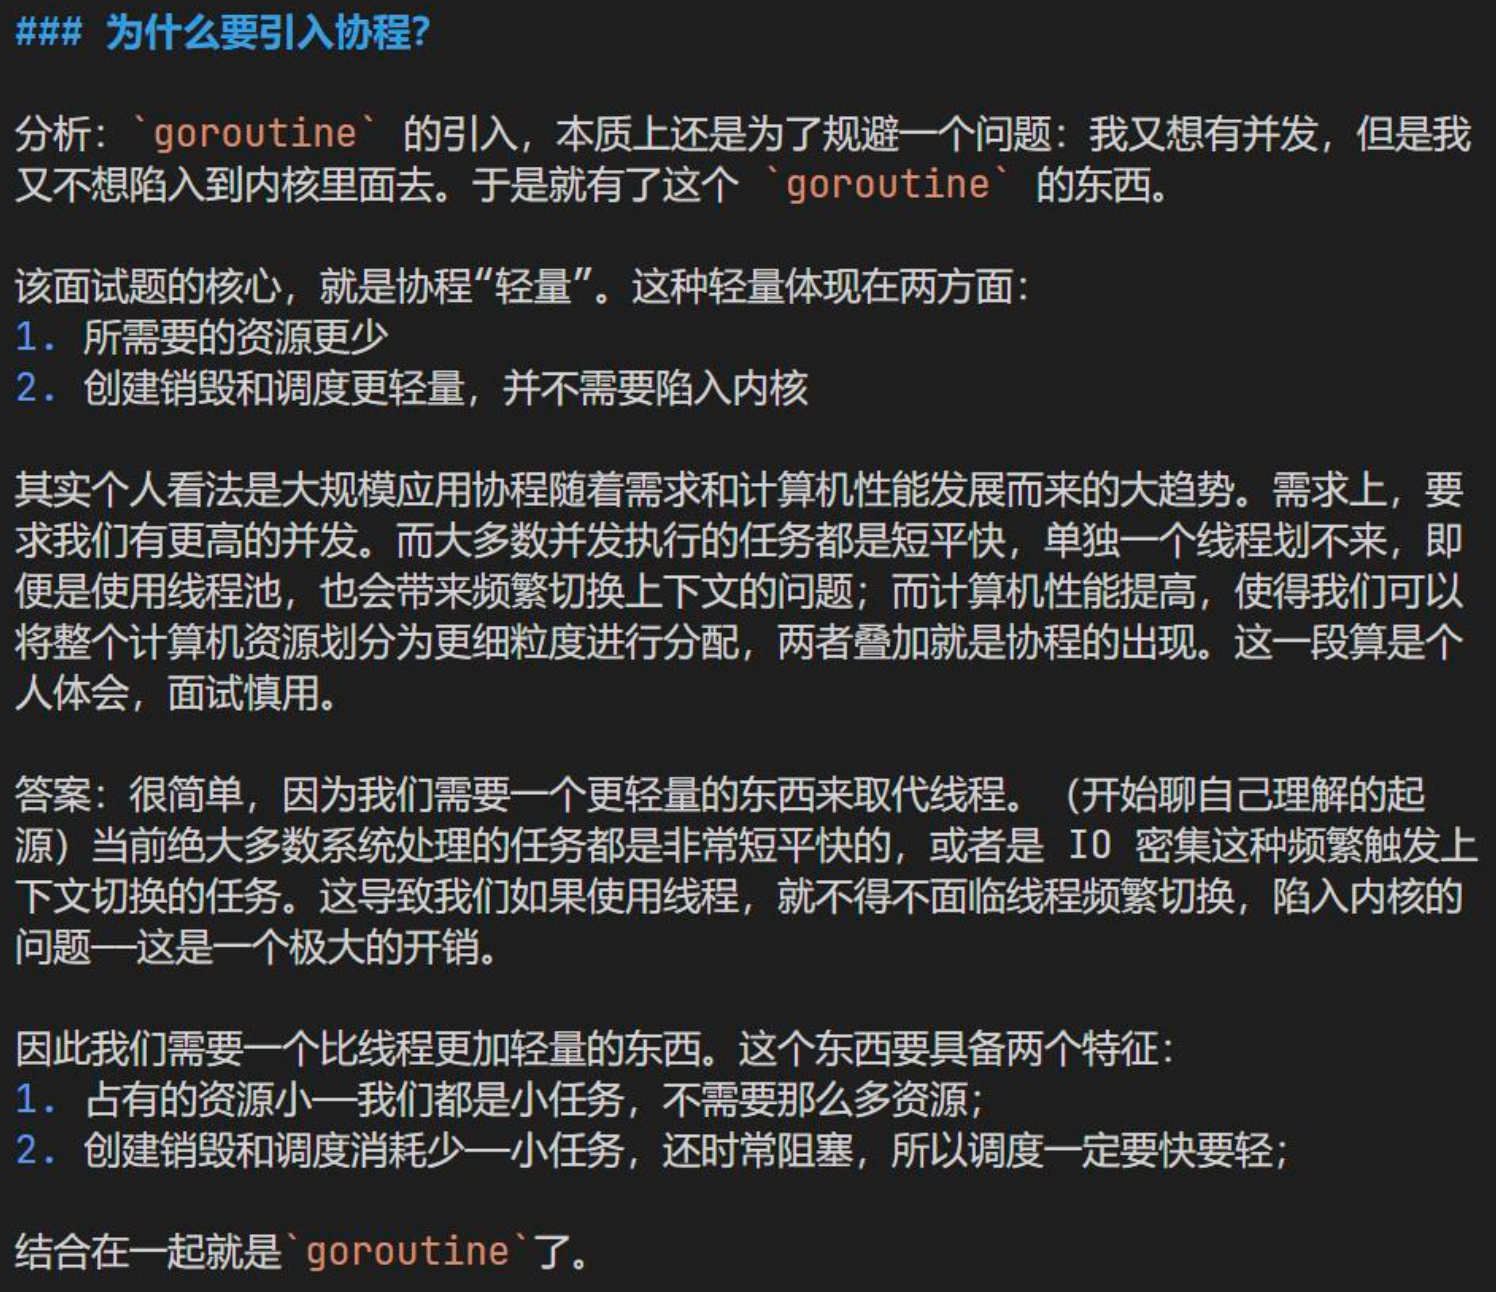 ### 为什么要引入协程？
分析：`goroutine` 的引入，本质上还是为了规避一个问题：我又想有并发，但是我
又不想陷入到内核里面去。于是就有了这个 `goroutine` 的东西。
该面试题的核心，就是协程“轻量”。这种轻量体现在两方面：
1. 所需要的资源更少
2. 创建销毁和调度更轻量，并不需要陷入内核
其实个人看法是大规模应用协程随着需求和计算机性能发展而来的大趋势。需求上，要
求我们有更高的并发。而大多数并发执行的任务都是短平快，单独一个线程划不来，即
便是使用线程池，也会带来频繁切换上下文的问题；而计算机性能提高，使得我们可以
将整个计算机资源划分为更细粒度进行分配，两者叠加就是协程的出现。这一段算是个
人体会，面试慎用。
答案：很简单，因为我们需要一个更轻量的东西来取代线程。（开始聊自己理解的起
源）当前绝大多数系统处理的任务都是非常短平快的，或者是 IO 密集这种频繁触发上
下文切换的任务。这导致我们如果使用线程，就不得不面临线程频繁切换，陷入内核的
问题——这是一个极大的开销。
因此我们需要一个比线程更加轻量的东西。这个东西要具备两个特征：
1. 占有的资源小——我们都是小任务，不需要那么多资源；
2. 创建销毁和调度消耗少——小任务，还时常阻塞，所以调度一定要快要轻；
结合在一起就是`goroutine`了。